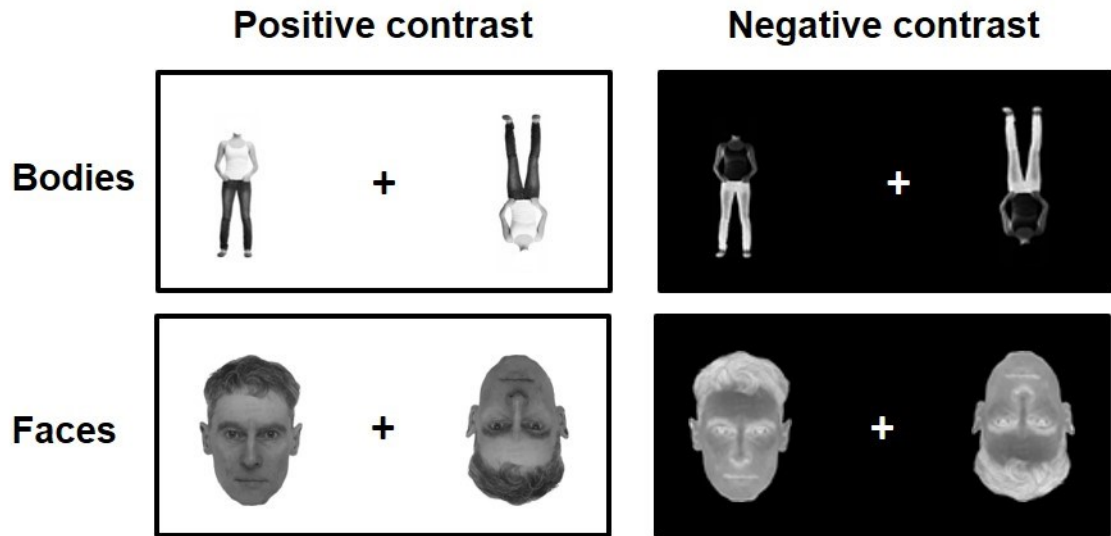 Positive contrast Negative contrast
Bodies
+ +
Faces
+ +